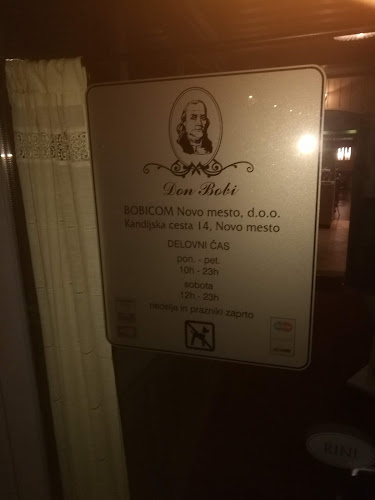 Don Bobi
BOBICOM Novo mesto, d.o.o.
Kandijska cesta 14, Novo mesto
DELOVNI ČAS
pon. - pet.
10h - 23h
sobota
12h - 23h
nedelja in prazniki zaprto
RINI